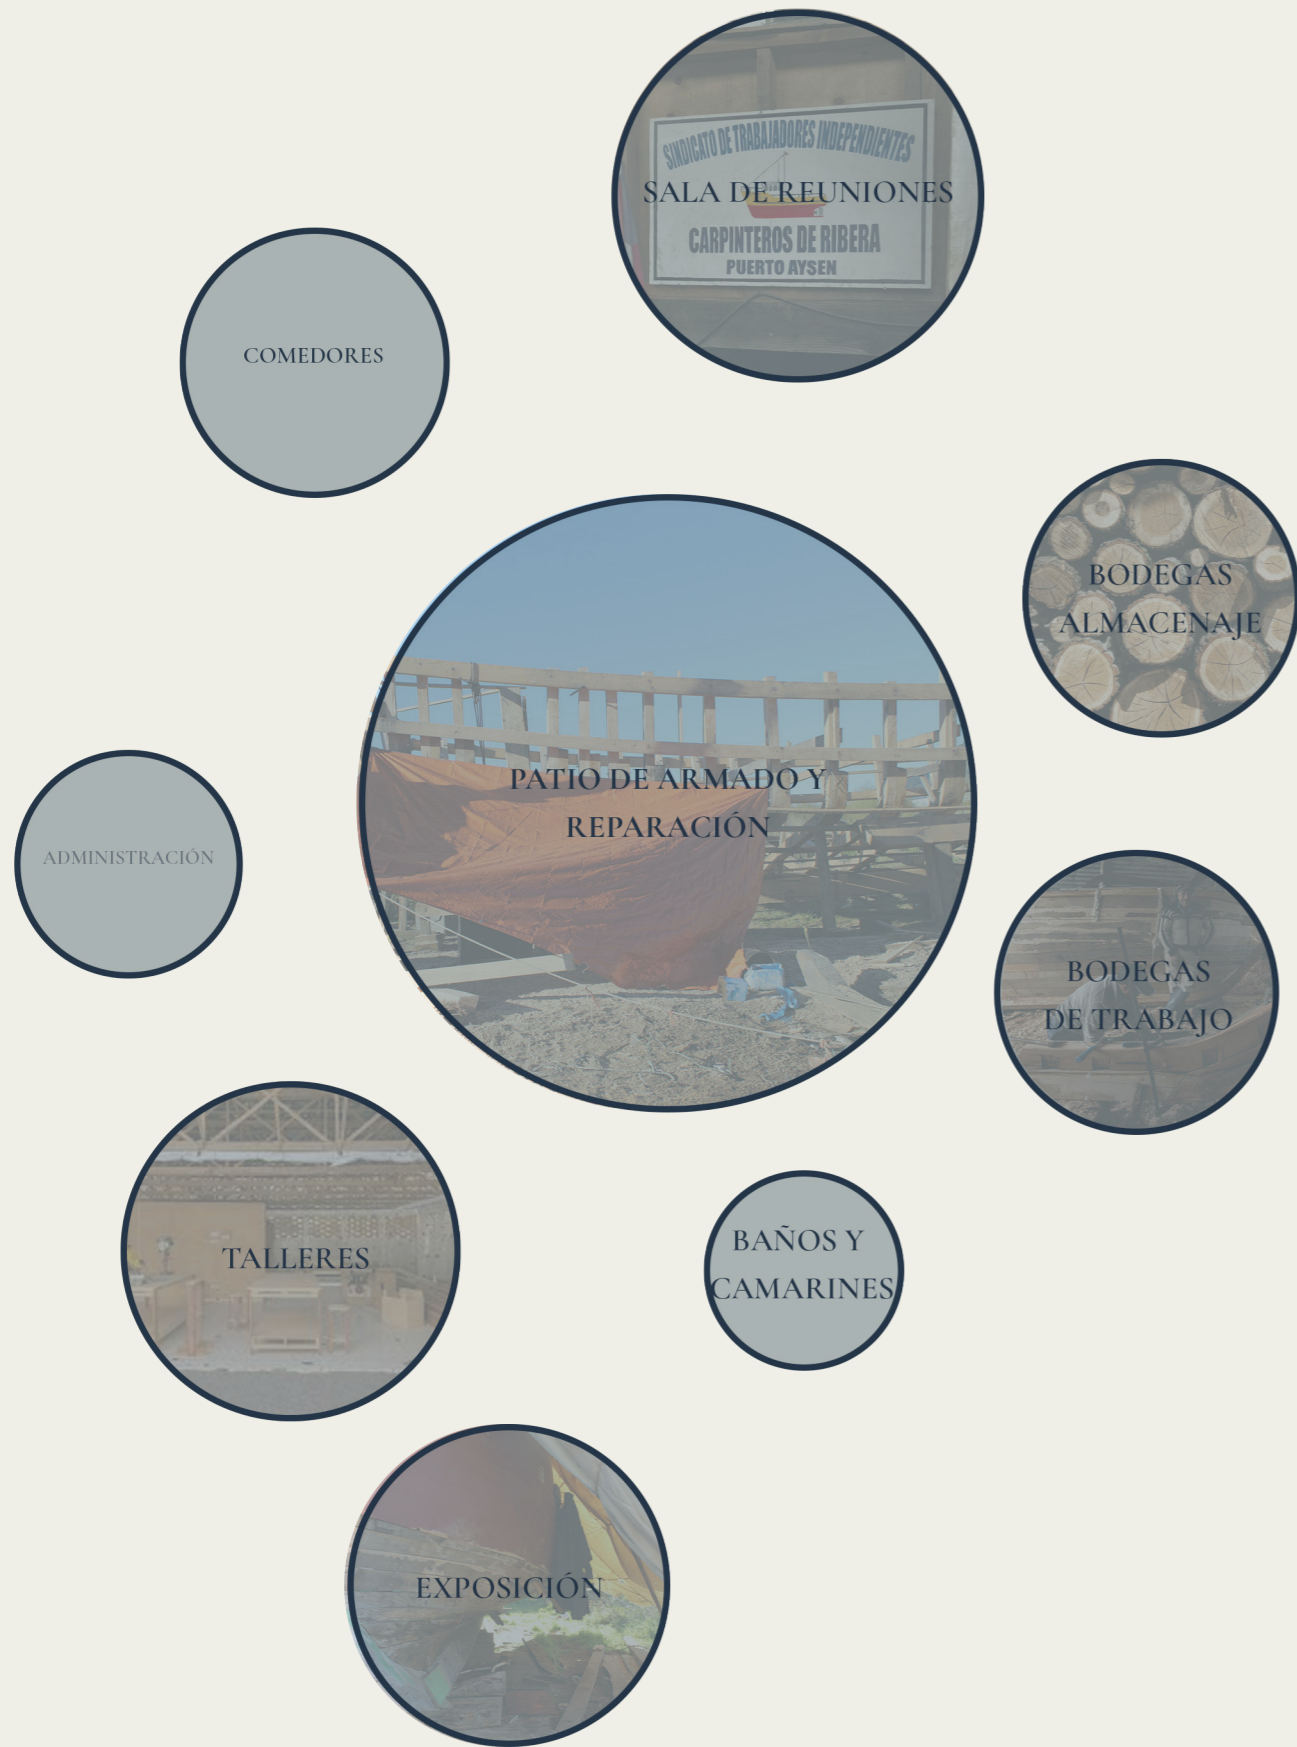 SINDICATO DE TRABAJADORES INDEPENDIENTES
SALA DE REUNIONES
CARPINTEROS DE RIBERA
PUERTO AYSEN
COMEDORES
BODEGAS
ALMACENAJE
PATIO DE ARMADO Y
REPARACIÓN
ADMINISTRACIÓN
BODEGAS
DE TRABAJO
TALLERES
BAÑOS Y
CAMARINES
EXPOSICIÓN